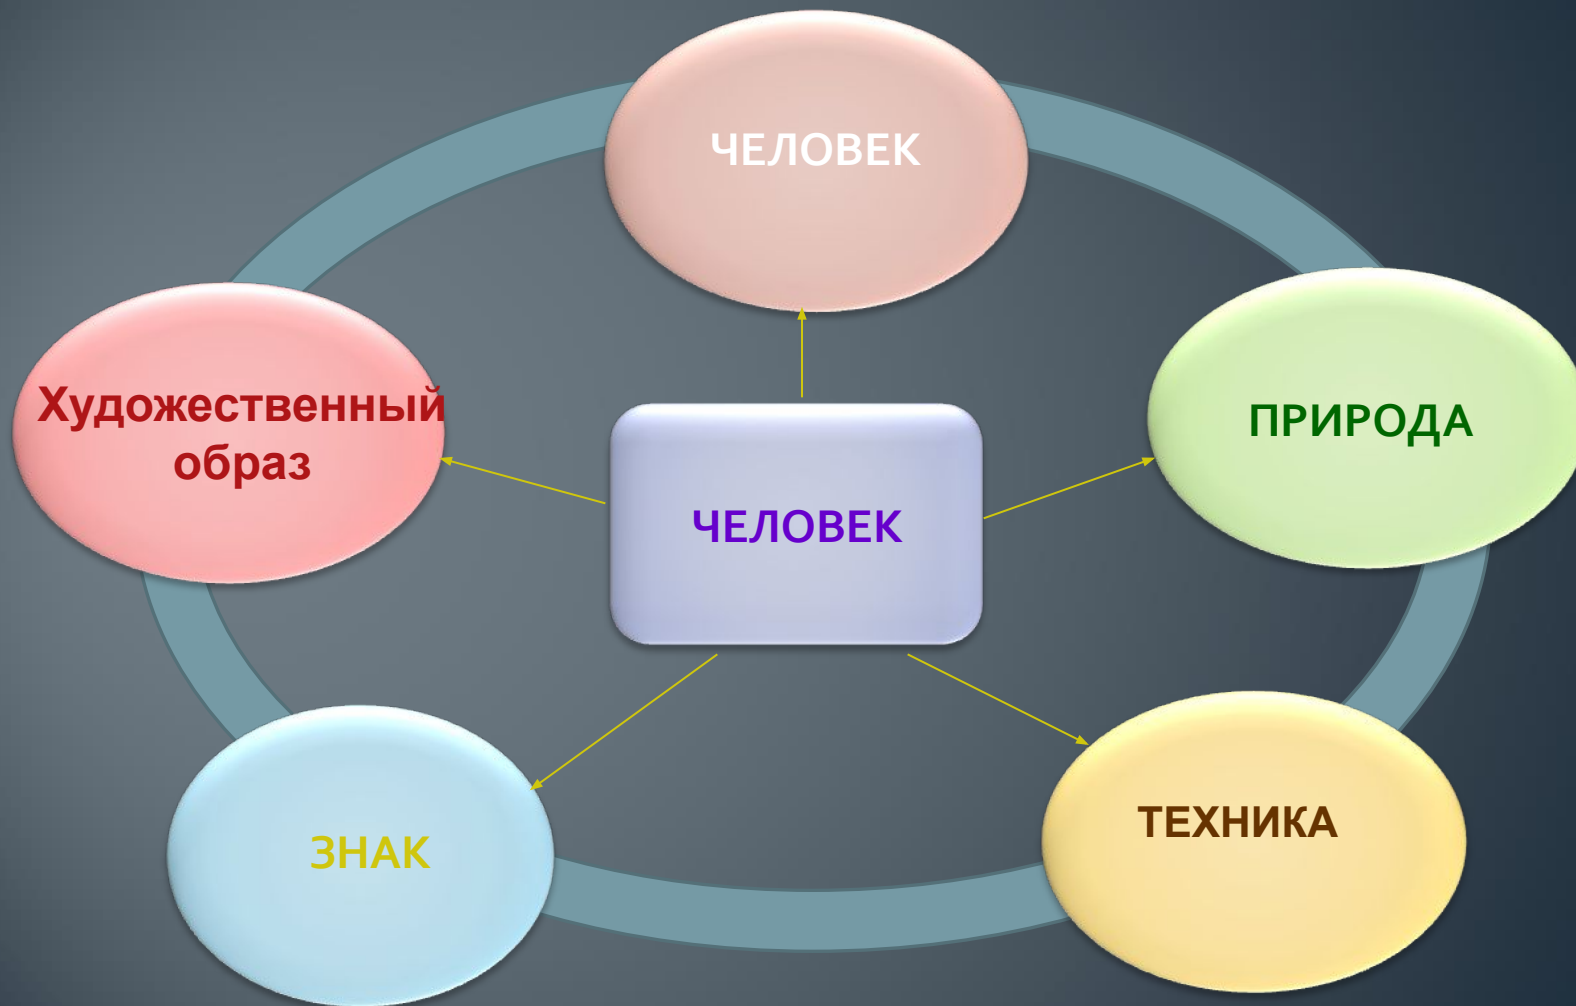 ЧЕЛОВЕК
Художественный
образ
ПРИРОДА
ЧЕЛОВЕК
ЗНАК
ТЕХНИКА